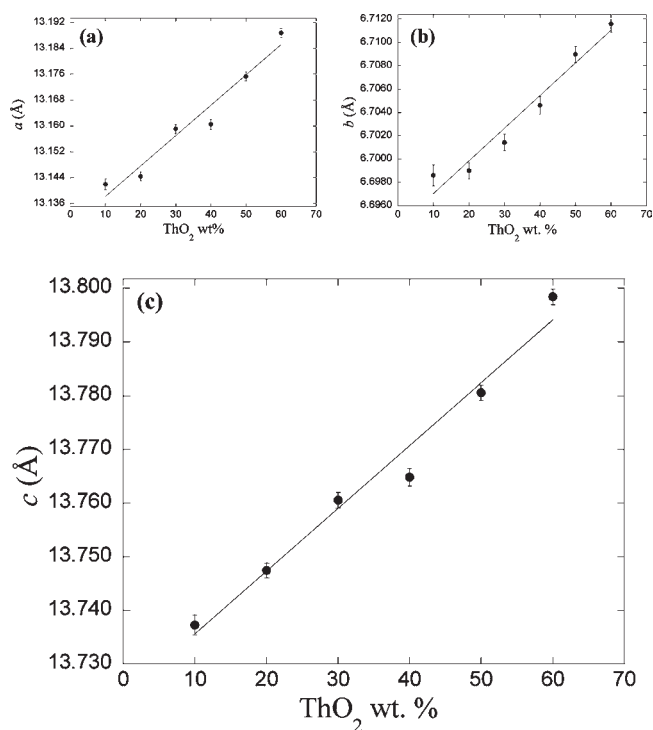 (a)
13.192
13.184
13.176
13.168
13.160
13.152
13.144
13.136
a (Å)
0 10 20 30 40 50 60 70
ThO2 wt%
(b)
6.7120
6.7080
6.7040
6.7000
6.6980
6.6960
b (Å)
0 10 20 30 40 50 60 70
ThO2 wt. %
(c)
13.800
13.790
13.780
13.770
13.760
13.750
13.740
13.730
c (Å)
0 10 20 30 40 50 60 70
ThO2 wt. %